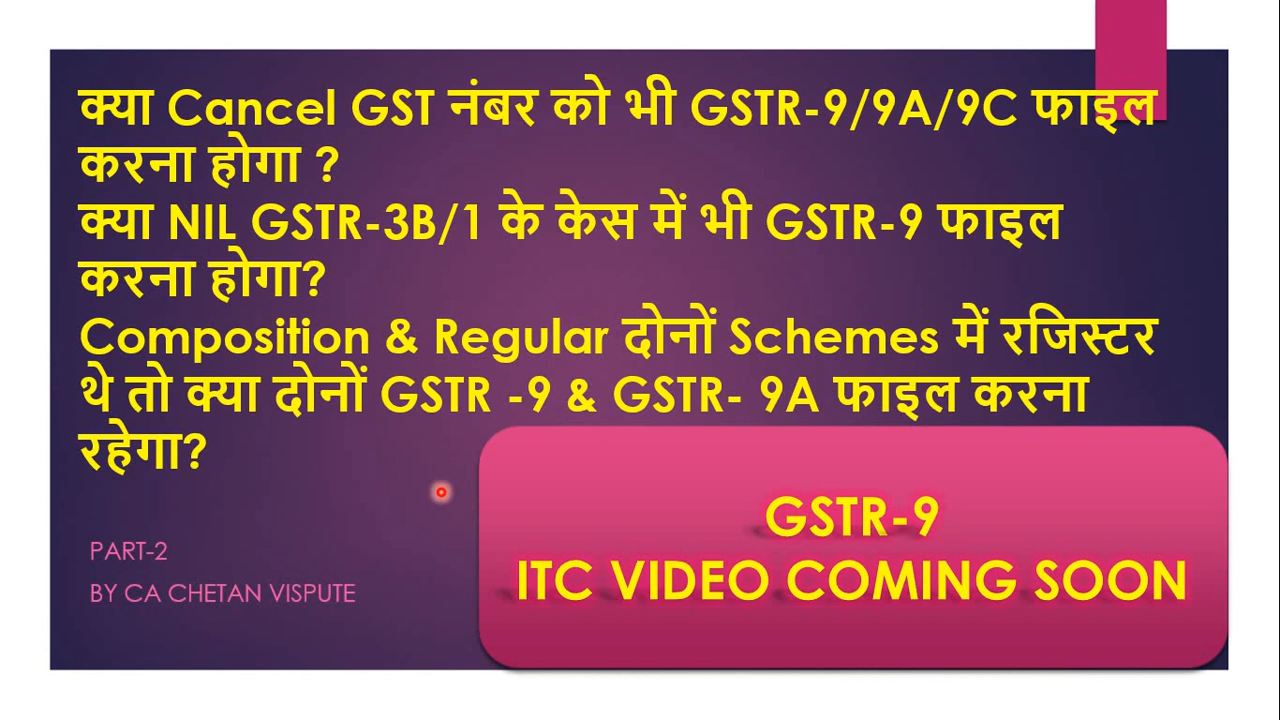 क्या Cancel GST नंबर को भी GSTR-9/9A/9C फाइल
करना होगा ?
क्या NIL GSTR-3B/1 के केस में भी GSTR-9 फाइल
करना होगा?
Composition & Regular दोनों Schemes में रजिस्टर
थे तो क्या दोनों GSTR -9 & GSTR- 9A फाइल करना
रहेगा?
PART-2
BY CA CHETAN VISPUTE
GSTR-9
ITC VIDEO COMING SOON